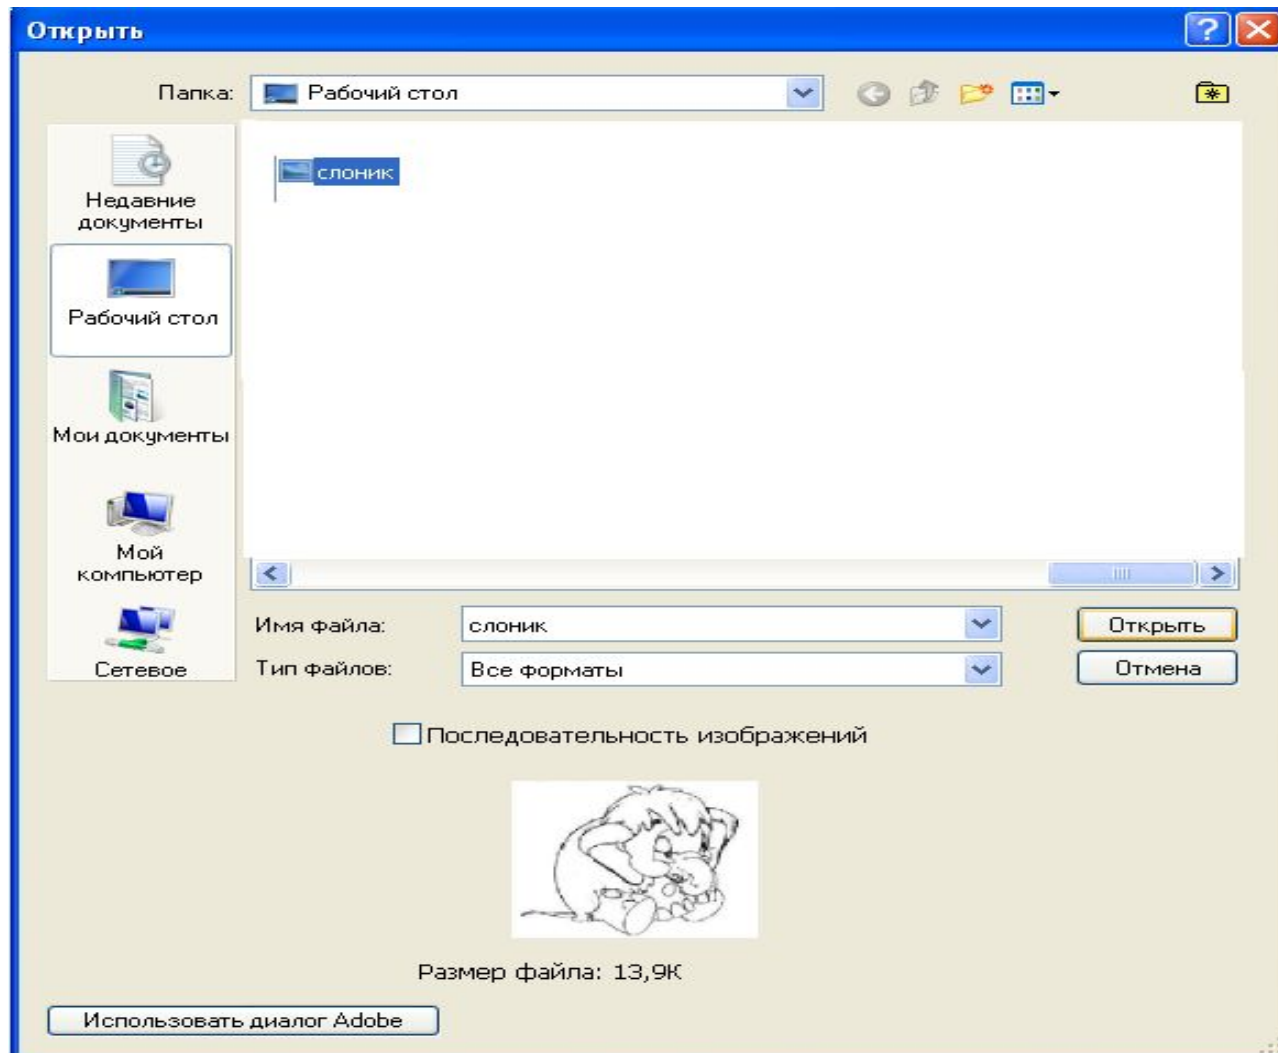 Открыть
Папка: Рабочий стол
слоник
Недавние
документы
Рабочий стол
Мои документы
Мой
компьютер
Сетевое
Имя файла: слоник Открыть
Тип файлов: Все форматы Отмена
Последовательность изображений
Размер файла: 13,9K
Использовать диалог Adobe